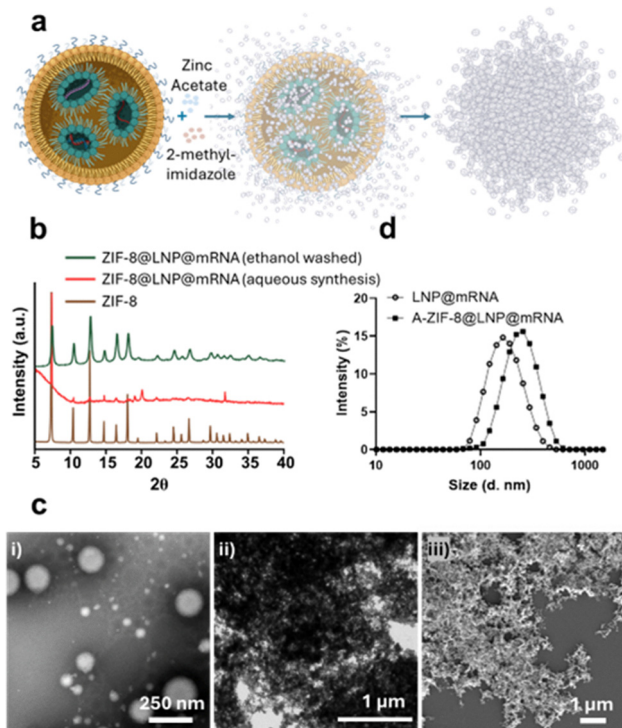 a
Zinc
Acetate
+
2-methyl-
imidazole
b
ZIF-8@LNP@mRNA (ethanol washed)
ZIF-8@LNP@mRNA (aqueous synthesis)
ZIF-8
Intensity (a.u.)
5 10 15 20 25 30 35 40
2θ
d
LNP@mRNA
A-ZIF-8@LNP@mRNA
Intensity (%)
20
15
10
5
0
10 100 1000
Size (d. nm)
c
i)
250 nm
ii)
1 µm
iii)
1 µm